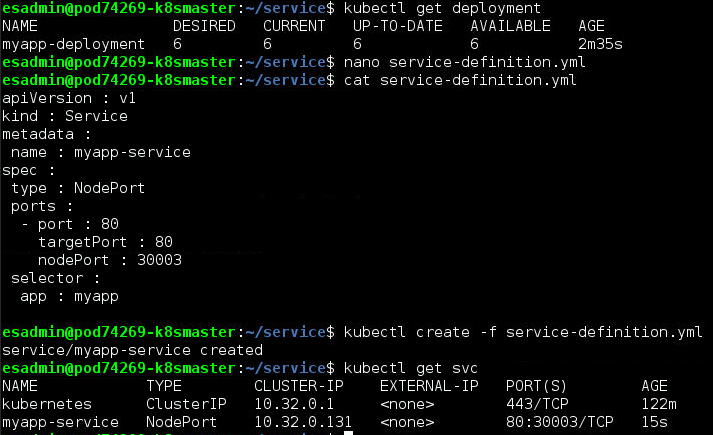 esadmin@pod74269-k8smaster:~/service$ kubectl get deployment
NAME DESIRED CURRENT UP-TO-DATE AVAILABLE AGE
myapp-deployment 6 6 6 6 2m35s
esadmin@pod74269-k8smaster:~/service$ nano service-definition.yml
esadmin@pod74269-k8smaster:~/service$ cat service-definition.yml
apiVersion : v1
kind : Service
metadata :
 name : myapp-service
spec :
 type : NodePort
 ports :
  - port : 80
    targetPort : 80
    nodePort : 30003
 selector :
  app : myapp
esadmin@pod74269-k8smaster:~/service$ kubectl create -f service-definition.yml
service/myapp-service created
esadmin@pod74269-k8smaster:~/service$ kubectl get svc
NAME TYPE CLUSTER-IP EXTERNAL-IP PORT(S) AGE
kubernetes ClusterIP 10.32.0.1 <none> 443/TCP 122m
myapp-service NodePort 10.32.0.131 <none> 80:30003/TCP 15s